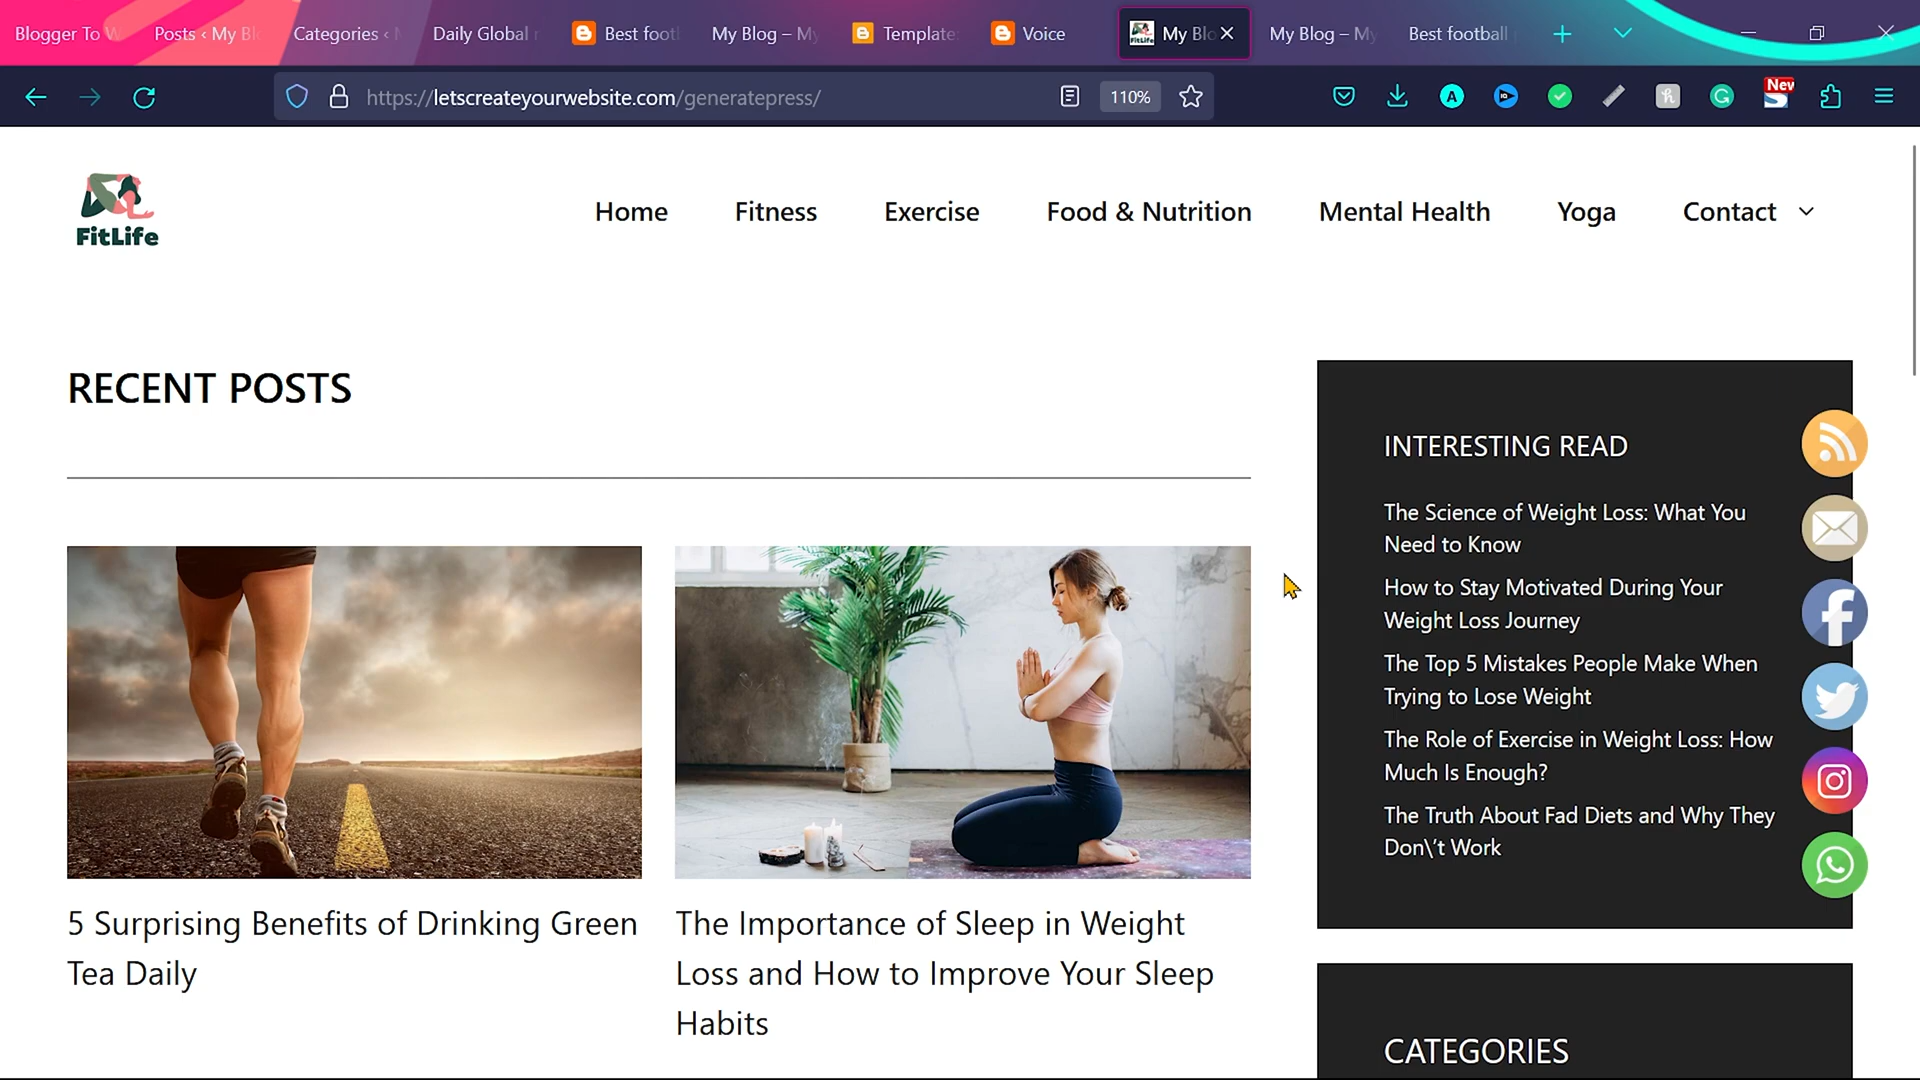 Blogger To W
Posts ‹ My Bl
Categories ‹
Daily Global
Best foot
My Blog – My
Template
Voice
My Blo
My Blog – My
Best football
https://letscreateyourwebsite.com/generatepress/
110%
New
FitLife
Home
Fitness
Exercise
Food & Nutrition
Mental Health
Yoga
Contact
RECENT POSTS
5 Surprising Benefits of Drinking Green
Tea Daily
The Importance of Sleep in Weight
Loss and How to Improve Your Sleep
Habits
INTERESTING READ
The Science of Weight Loss: What You
Need to Know
How to Stay Motivated During Your
Weight Loss Journey
The Top 5 Mistakes People Make When
Trying to Lose Weight
The Role of Exercise in Weight Loss: How
Much Is Enough?
The Truth About Fad Diets and Why They
Don\'t Work
CATEGORIES